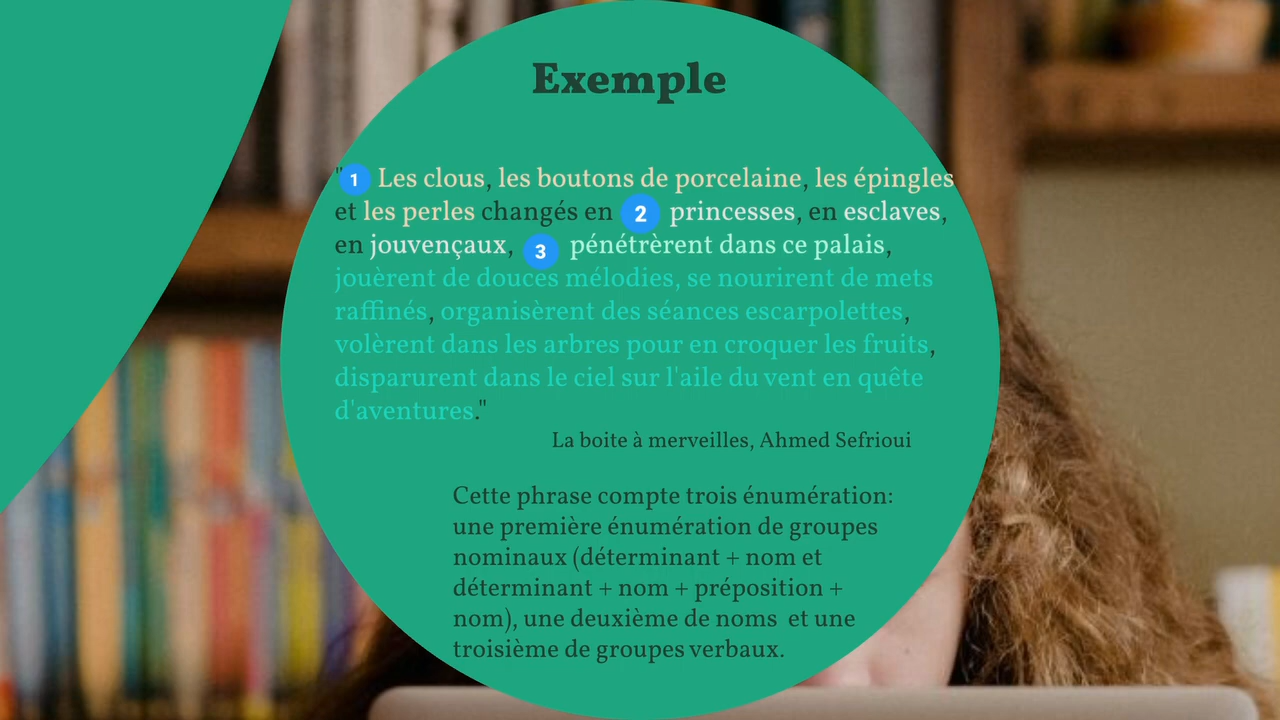 Exemple
"1 Les clous, les boutons de porcelaine, les épingles
et les perles changés en 2 princesses, en esclaves,
en jouvençaux, 3 pénétrèrent dans ce palais,
jouèrent de douces mélodies, se nourirent de mets
raffinés, organisèrent des séances escarpolettes,
volèrent dans les arbres pour en croquer les fruits,
disparurent dans le ciel sur l'aile du vent en quête
d'aventures."
La boite à merveilles, Ahmed Sefrioui
Cette phrase compte trois énumération:
une première énumération de groupes
nominaux (déterminant + nom et
déterminant + nom + préposition +
nom), une deuxième de noms et une
troisième de groupes verbaux.